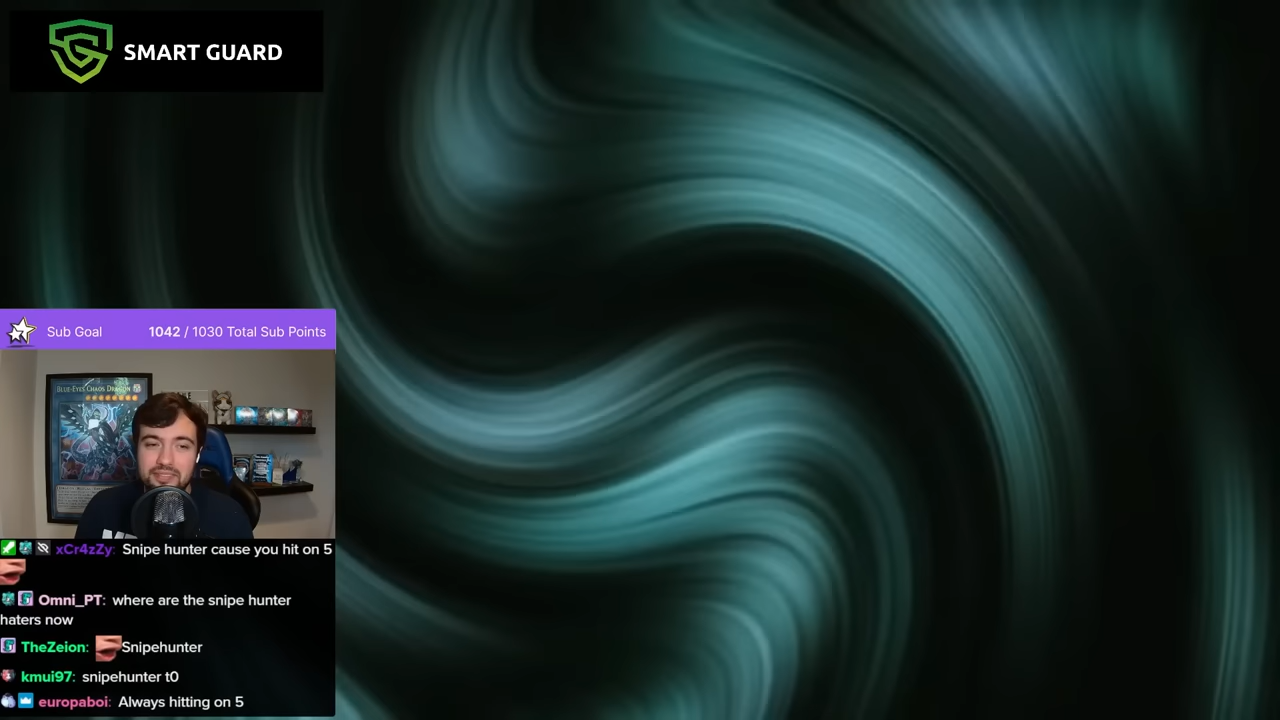 SMART GUARD
Sub Goal 1042 / 1030 Total Sub Points
BLUE-EYES CHAOS DRAGON
xCr4zZy: Snipe hunter cause you hit on 5
Omni_PT: where are the snipe hunter
haters now
TheZeion: Snipehunter
kmui97: snipehunter t0
europaboi: Always hitting on 5